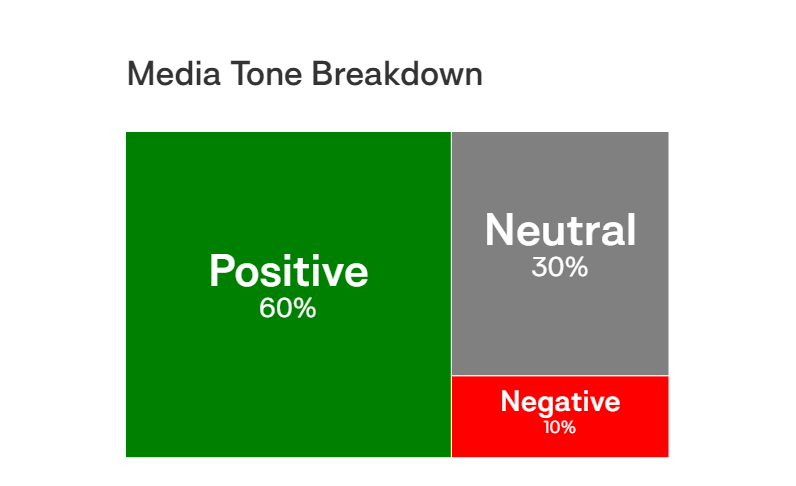 Media Tone Breakdown
Positive
60%
Neutral
30%
Negative
10%